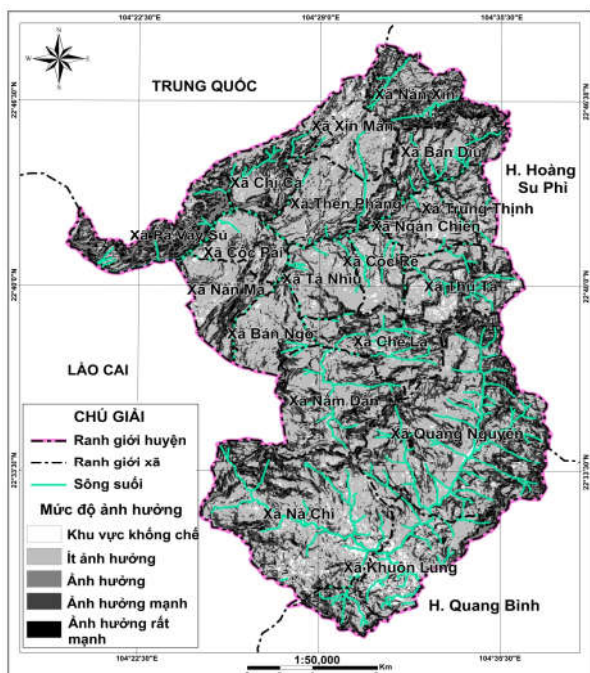 104°22'30"E
104°29'0"E
104°35'30"E
TRUNG QUỐC
22°46'30"N
22°46'30"N
Xã Nàn Xỉn
Xã Xín Mần
Xã Bản Díu
H. Hoàng
Su Phì
Xã Chí Cà
Xã Thèn Phàng
Xã Trung Thịnh
Xã Pà Vầy Sủ
Xã Ngán Chiên
Xã Cốc Pài
Xã Cốc Rế
Xã Tả Nhìu
22°40'0"N
22°40'0"N
Xã Nàn Ma
Xã Thu Tà
Xã Bản Ngò
Xã Chế Là
LÀO CAI
Xã Nấm Dẩn
CHÚ GIẢI
Ranh giới huyện
Ranh giới xã
Sông suối
Xã Quảng Nguyên
22°33'30"N
22°33'30"N
Mức độ ảnh hưởng
Khu vực khống chế
Ít ảnh hưởng
Ảnh hưởng
Ảnh hưởng mạnh
Ảnh hưởng rất
mạnh
Xã Nà Chì
Xã Khuôn Lùng
H. Quang Bình
1:50,000
Km
104°22'30"E
104°35'30"E